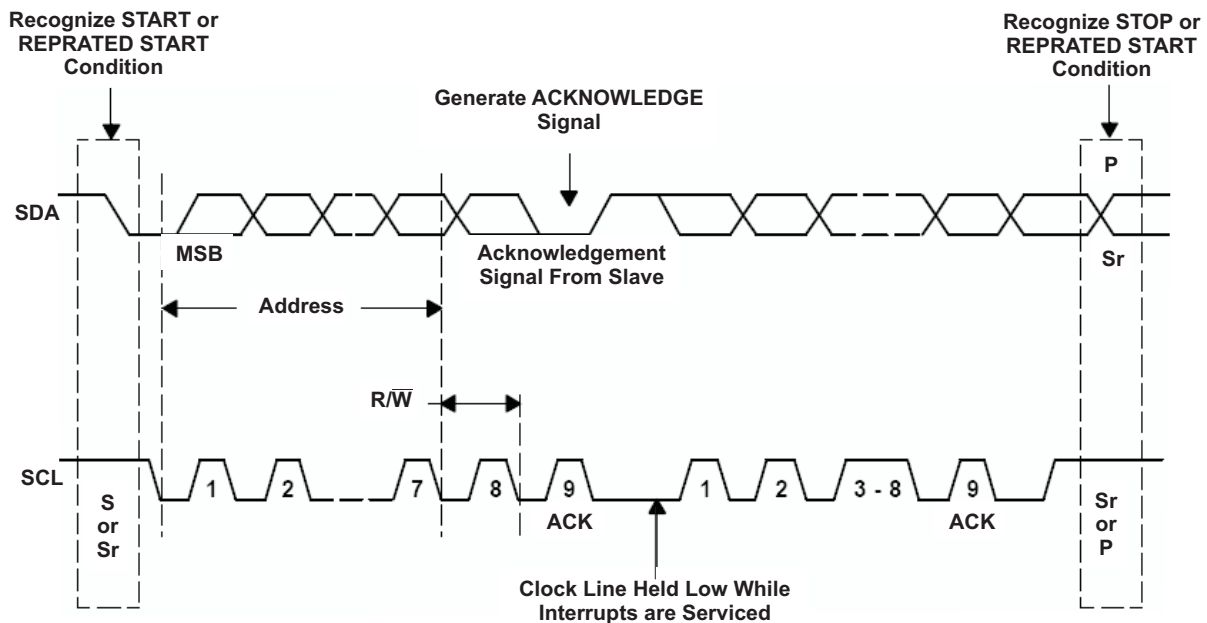 Recognize START or
REPRATED START
Condition
Recognize STOP or
REPRATED START
Condition
Generate ACKNOWLEDGE
Signal
P
SDA
MSB
Acknowledgement
Signal From Slave
Sr
Address
R/W̅
SCL
1
2
7
8
9
1
2
3 - 8
9
ACK
ACK
S
or
Sr
Sr
or
P
Clock Line Held Low While
Interrupts are Serviced